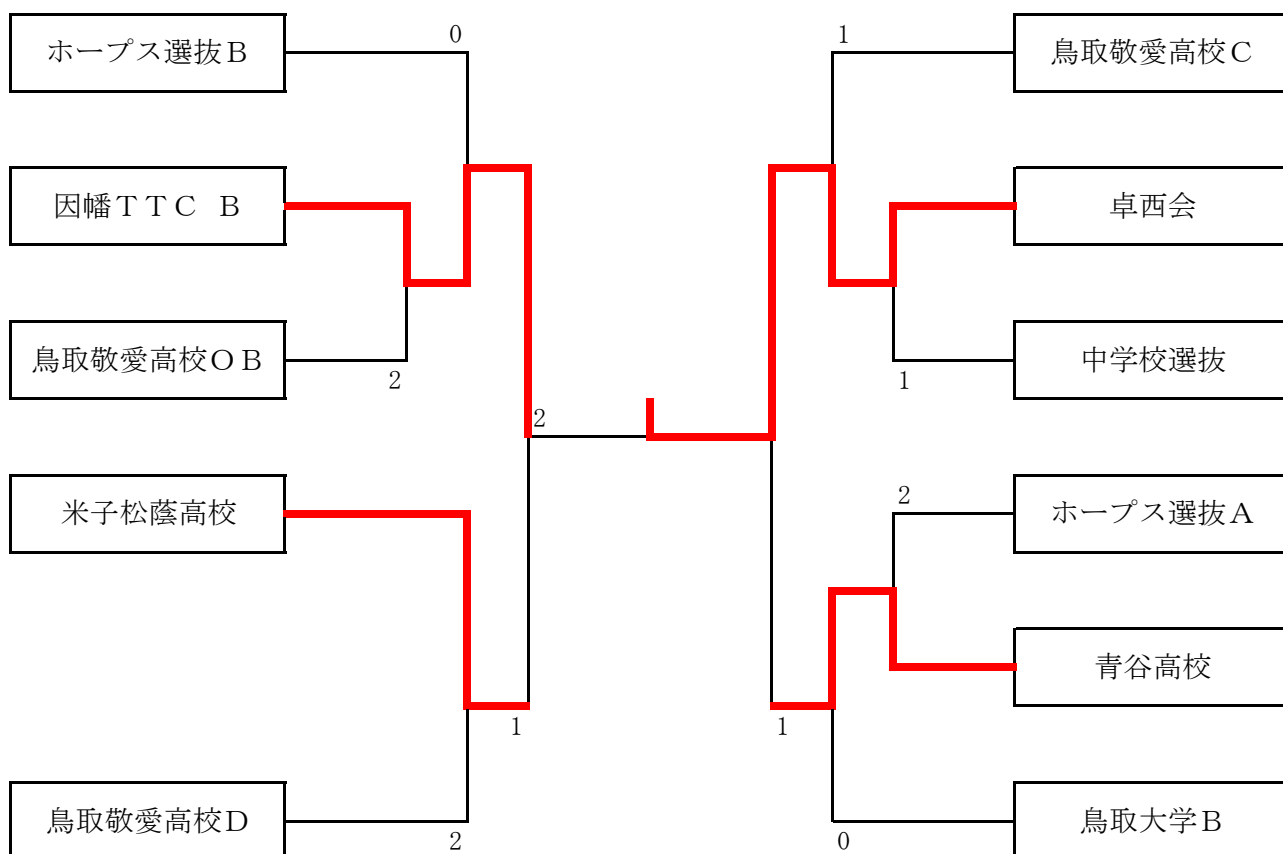 ホープス選抜Ｂ
0
1
鳥取敬愛高校Ｃ
因幡ＴＴＣ　Ｂ
卓西会
鳥取敬愛高校ＯＢ
2
1
中学校選抜
2
米子松蔭高校
2
ホープス選抜Ａ
青谷高校
1
1
鳥取敬愛高校Ｄ
2
0
鳥取大学Ｂ